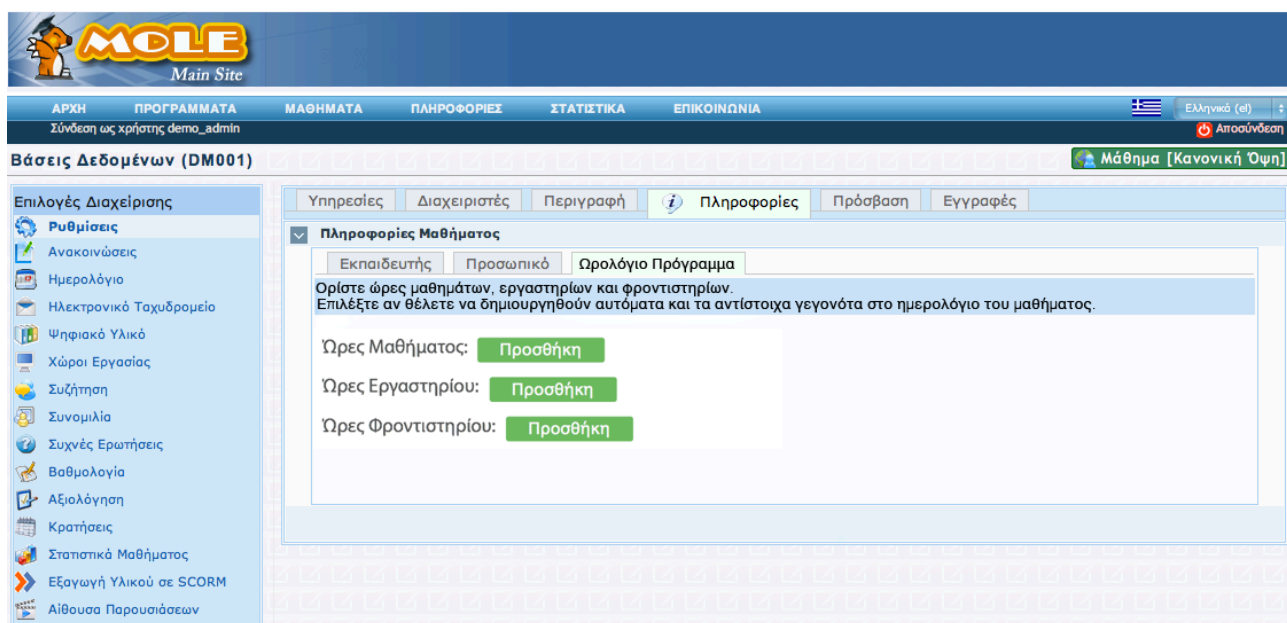 MOLE
Main Site
ΑΡΧΗ ΠΡΟΓΡΑΜΜΑΤΑ ΜΑΘΗΜΑΤΑ ΠΛΗΡΟΦΟΡΙΕΣ ΣΤΑΤΙΣΤΙΚΑ ΕΠΙΚΟΙΝΩΝΙΑ Ελληνικά (el)
Σύνδεση ως χρήστης demo_admin Αποσύνδεση
Βάσεις Δεδομένων (DM001) Μάθημα [Κανονική Όψη]
Επιλογές Διαχείρισης
Ρυθμίσεις
Ανακοινώσεις
Ημερολόγιο
Ηλεκτρονικό Ταχυδρομείο
Ψηφιακό Υλικό
Χώροι Εργασίας
Συζήτηση
Συνομιλία
Συχνές Ερωτήσεις
Βαθμολογία
Αξιολόγηση
Κρατήσεις
Στατιστικά Μαθήματος
Εξαγωγή Υλικού σε SCORM
Αίθουσα Παρουσιάσεων
Υπηρεσίες Διαχειριστές Περιγραφή Πληροφορίες Πρόσβαση Εγγραφές
Πληροφορίες Μαθήματος
Εκπαιδευτής Προσωπικό Ωρολόγιο Πρόγραμμα
Ορίστε ώρες μαθημάτων, εργαστηρίων και φροντιστηρίων.
Επιλέξτε αν θέλετε να δημιουργηθούν αυτόματα και τα αντίστοιχα γεγονότα στο ημερολόγιο του μαθήματος.
Ώρες Μαθήματος: Προσθήκη
Ώρες Εργαστηρίου: Προσθήκη
Ώρες Φροντιστηρίου: Προσθήκη